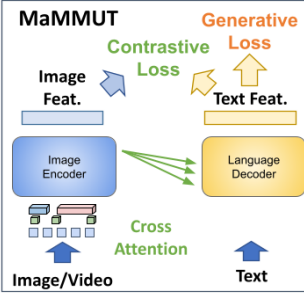 MaMMUT
Generative
Loss
Contrastive
Loss
Image
Feat.
Text Feat.
Image
Encoder
Language
Decoder
Cross
Attention
Image/Video
Text